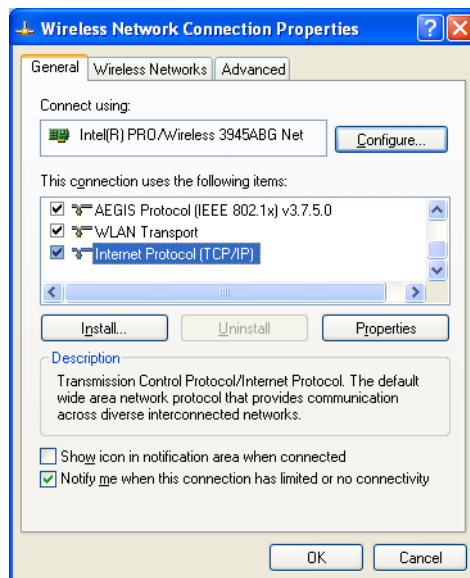 Wireless Network Connection Properties
General Wireless Networks Advanced
Connect using:
Intel(R) PRO/Wireless 3945ABG Net
Configure...
This connection uses the following items:
AEGIS Protocol (IEEE 802.1x) v3.7.5.0
WLAN Transport
Internet Protocol (TCP/IP)
Install... Uninstall Properties
Description
Transmission Control Protocol/Internet Protocol. The default
wide area network protocol that provides communication
across diverse interconnected networks.
Show icon in notification area when connected
Notify me when this connection has limited or no connectivity
OK Cancel